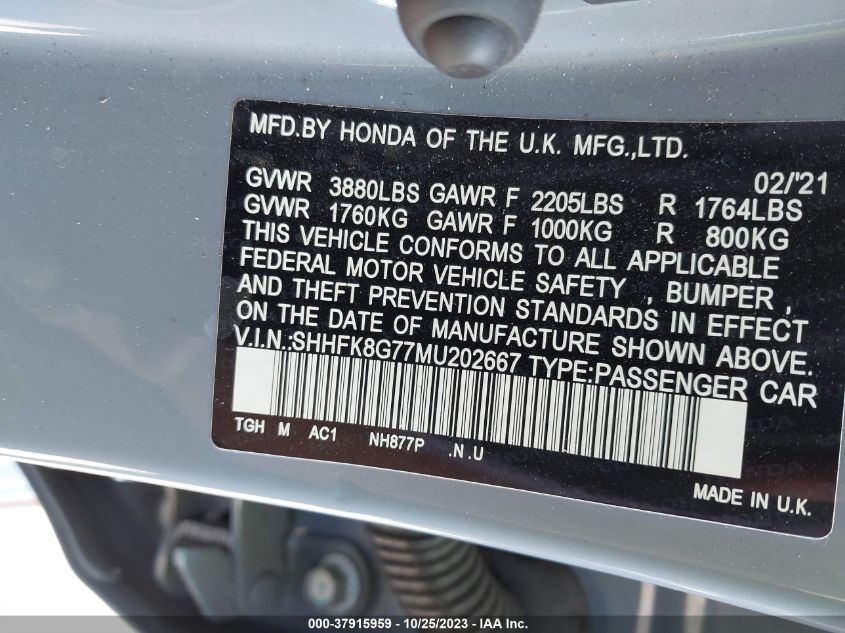 MFD.BY HONDA OF THE U.K. MFG.,LTD.
02/'21
GVWR 3880LBS GAWR F 2205LBS R 1764LBS
GVWR 1760KG GAWR F 1000KG R 800KG
THIS VEHICLE CONFORMS TO ALL APPLICABLE
FEDERAL MOTOR VEHICLE SAFETY , BUMPER ,
AND THEFT PREVENTION STANDARDS IN EFFECT
ON THE DATE OF MANUFACTURE SHOWN ABOVE.
V.I.N.:SHHFK8G77MU202667 TYPE:PASSENGER CAR
TGH M AC1 NH877P .N.U
MADE IN U.K.
000-37915959 - 10/25/2023 - Copyright © 2023 IAA, Inc.